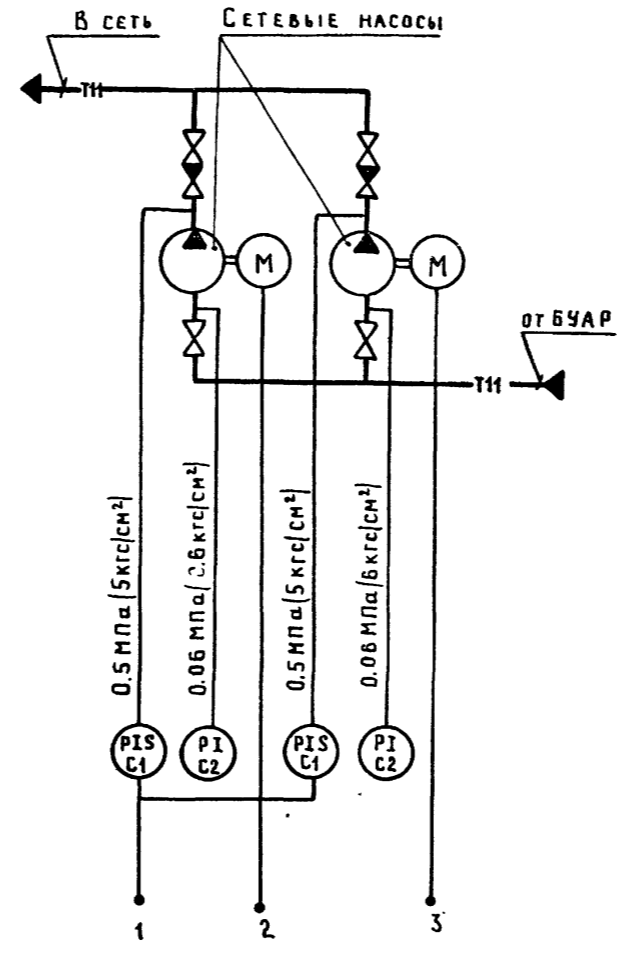 В СЕТЬ
СЕТЕВЫЕ НАСОСЫ
Т11
М
М
от БУАР
Т11
0.5 МПа (5 кгс/см²)
0.06 МПа (0.6 кгс/см²)
0.5 МПа (5 кгс/см²)
0.08 МПа (6 кгс/см²)
PIS
C1
PI
C2
PIS
C1
PI
C2
1
2
3